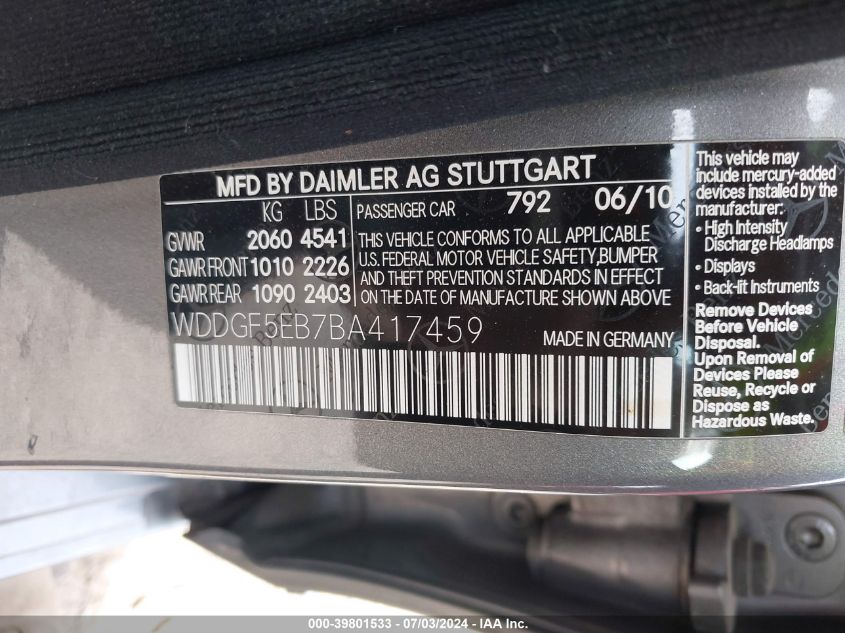 MFD BY DAIMLER AG STUTTGART
KG LBS
GVWR 2060 4541
GAWR FRONT 1010 2226
GAWR REAR 1090 2403
PASSENGER CAR 792 06/10
THIS VEHICLE CONFORMS TO ALL APPLICABLE
U.S. FEDERAL MOTOR VEHICLE SAFETY,BUMPER
AND THEFT PREVENTION STANDARDS IN EFFECT
ON THE DATE OF MANUFACTURE SHOWN ABOVE
WDDGF5EB7BA417459
MADE IN GERMANY
This vehicle may
include mercury-added
devices installed by the
manufacturer:
• High Intensity
Discharge Headlamps
• Displays
• Back-lit Instruments
Remove Devices
Before Vehicle
Disposal.
Upon Removal of
Devices Please
Reuse, Recycle or
Dispose as
Hazardous Waste.
000-39801533 - 07/03/2024 - IAA Inc.